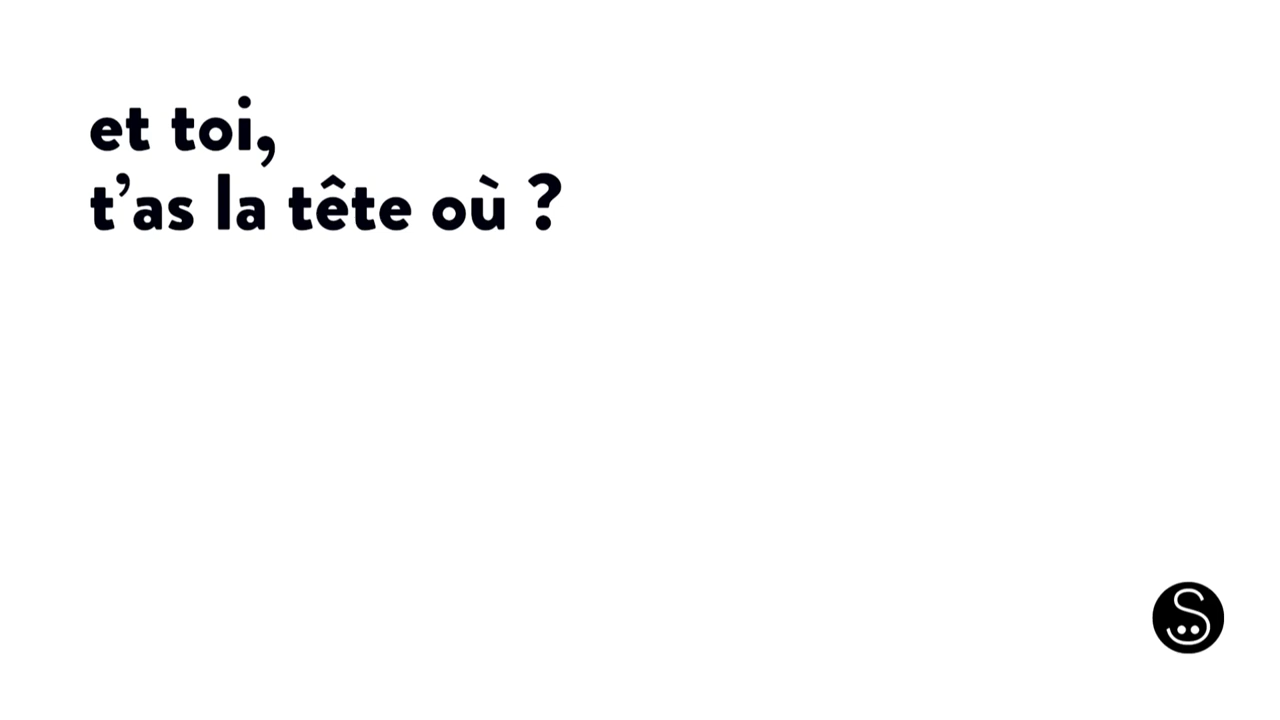 et toi,
t’as la tête où ?